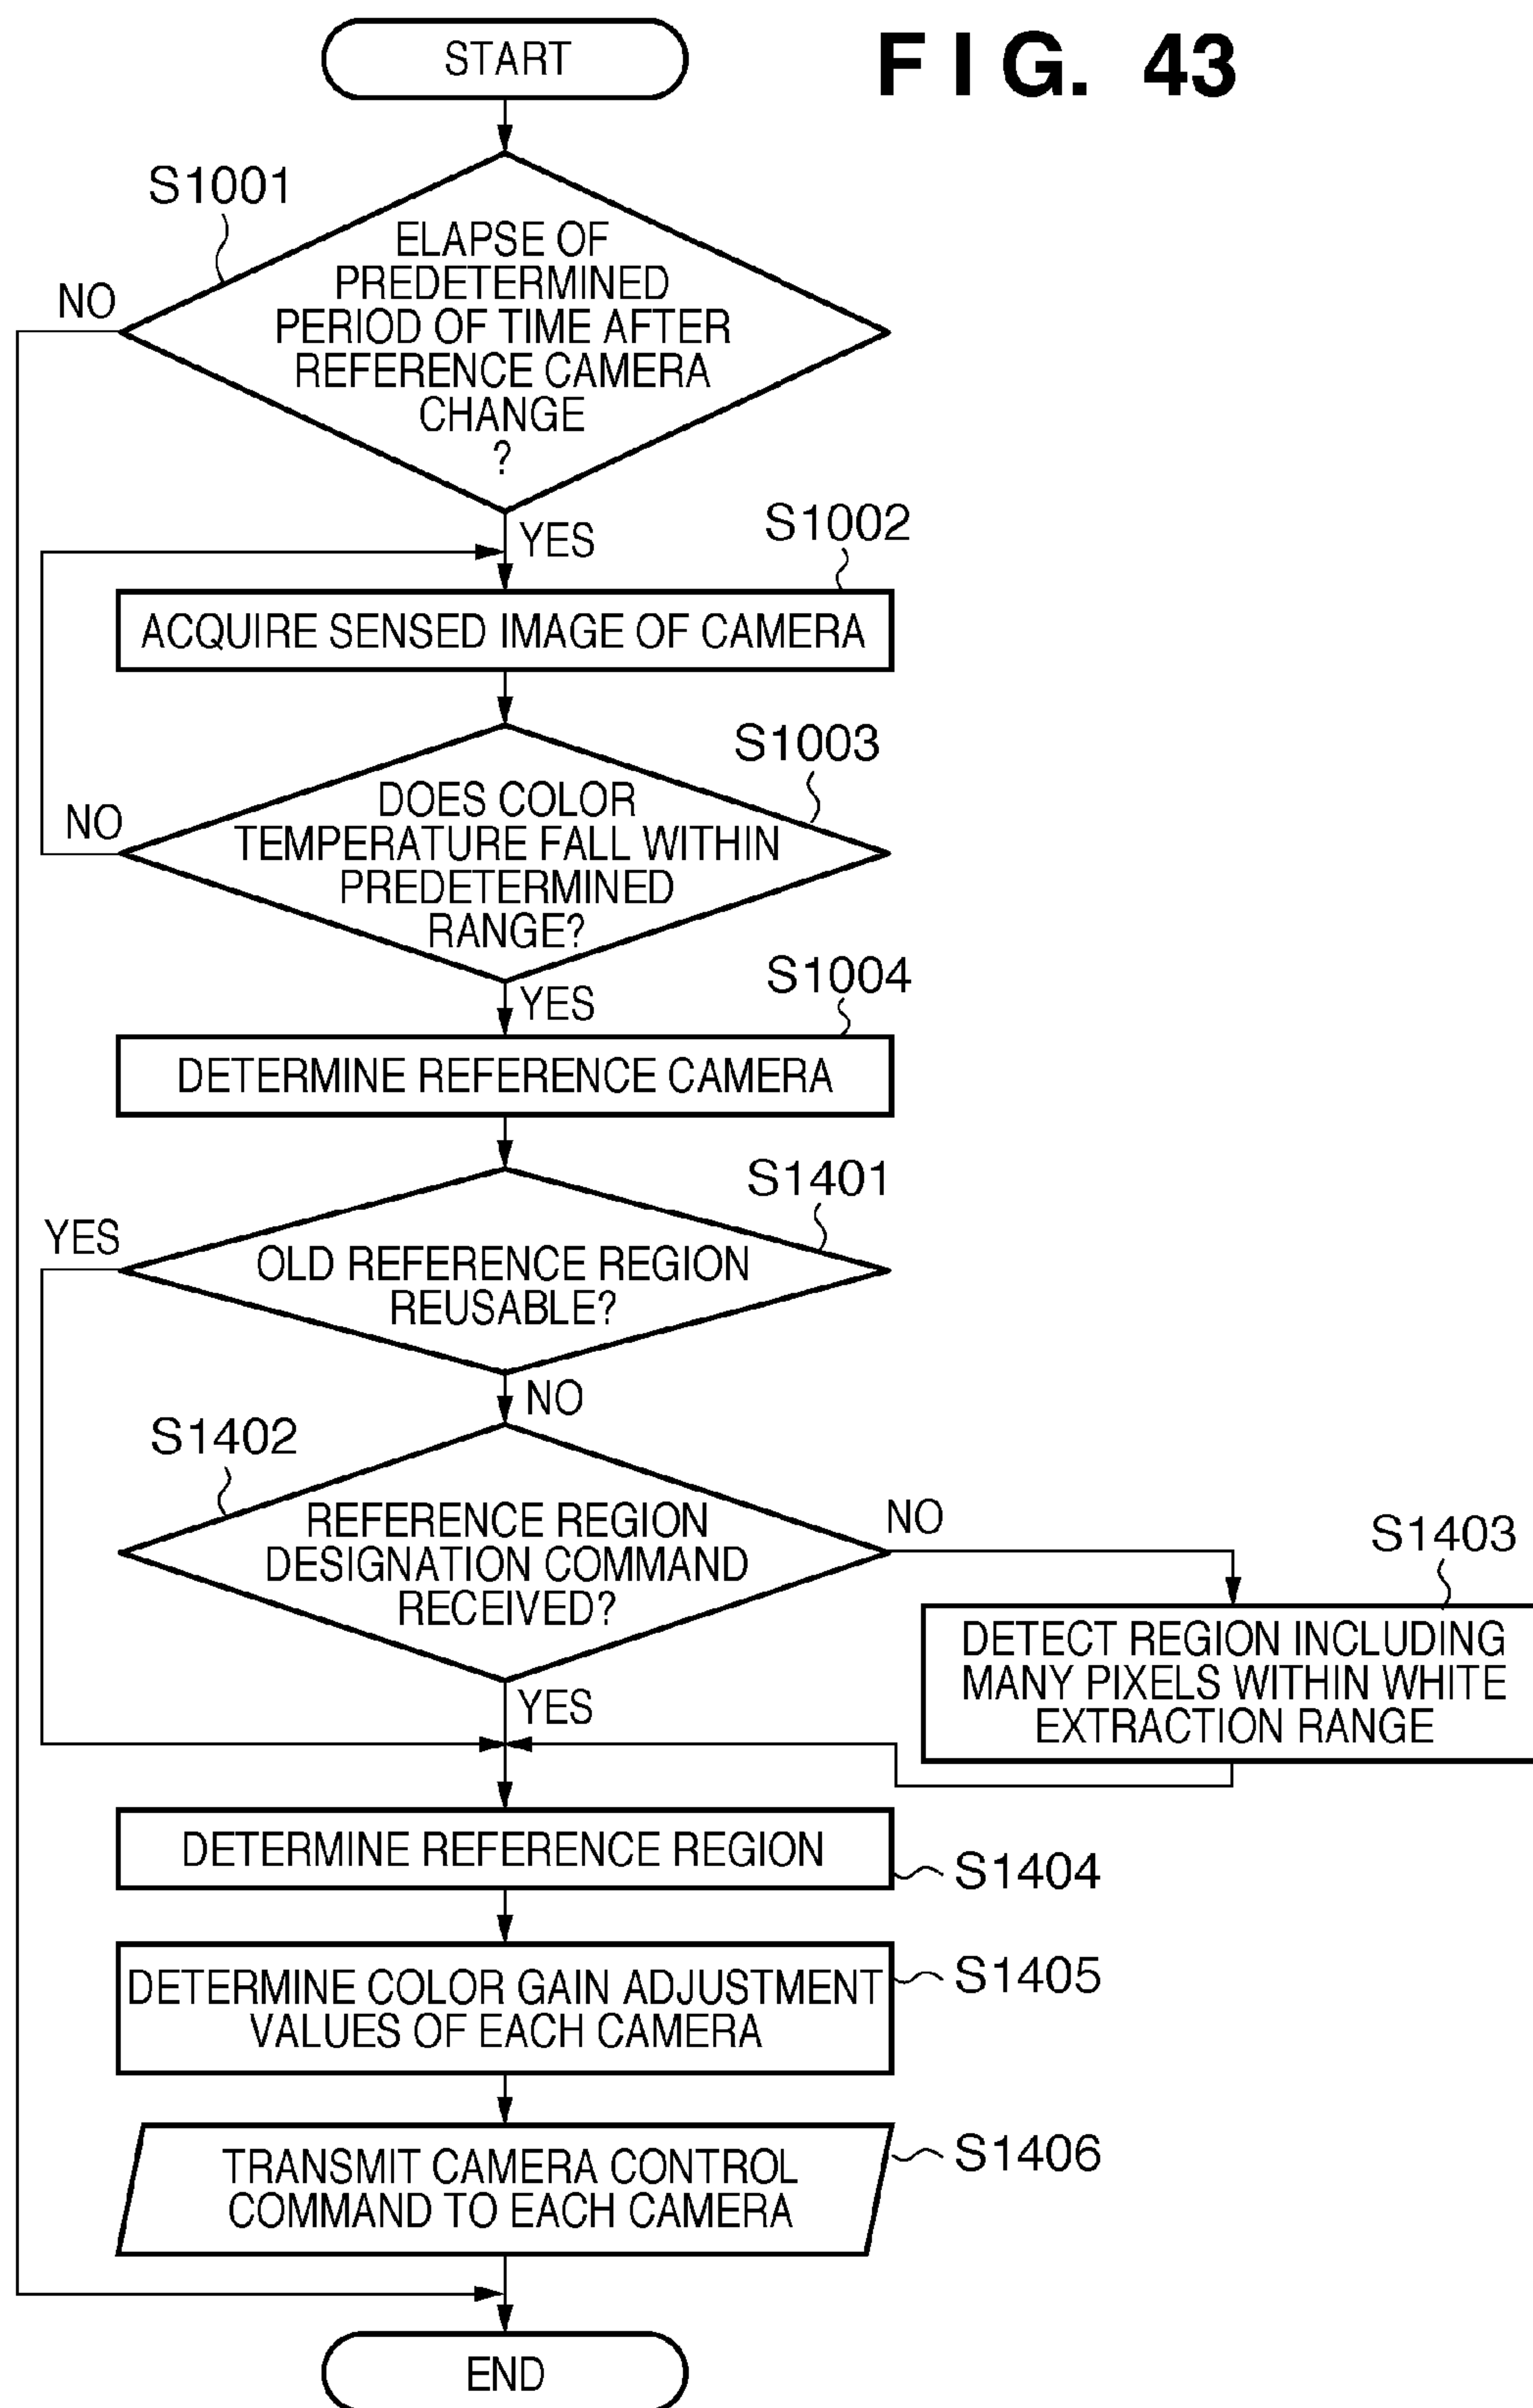 START
FIG. 43
S1001
ELAPSE OF
PREDETERMINED
PERIOD OF TIME AFTER
REFERENCE CAMERA
CHANGE
?
NO
YES
S1002
ACQUIRE SENSED IMAGE OF CAMERA
S1003
DOES COLOR
TEMPERATURE FALL WITHIN
PREDETERMINED
RANGE?
NO
YES
S1004
DETERMINE REFERENCE CAMERA
S1401
YES
OLD REFERENCE REGION
REUSABLE?
NO
S1402
REFERENCE REGION
DESIGNATION COMMAND
RECEIVED?
NO
S1403
DETECT REGION INCLUDING
MANY PIXELS WITHIN WHITE
EXTRACTION RANGE
YES
DETERMINE REFERENCE REGION
S1404
DETERMINE COLOR GAIN ADJUSTMENT
VALUES OF EACH CAMERA
S1405
TRANSMIT CAMERA CONTROL
COMMAND TO EACH CAMERA
S1406
END